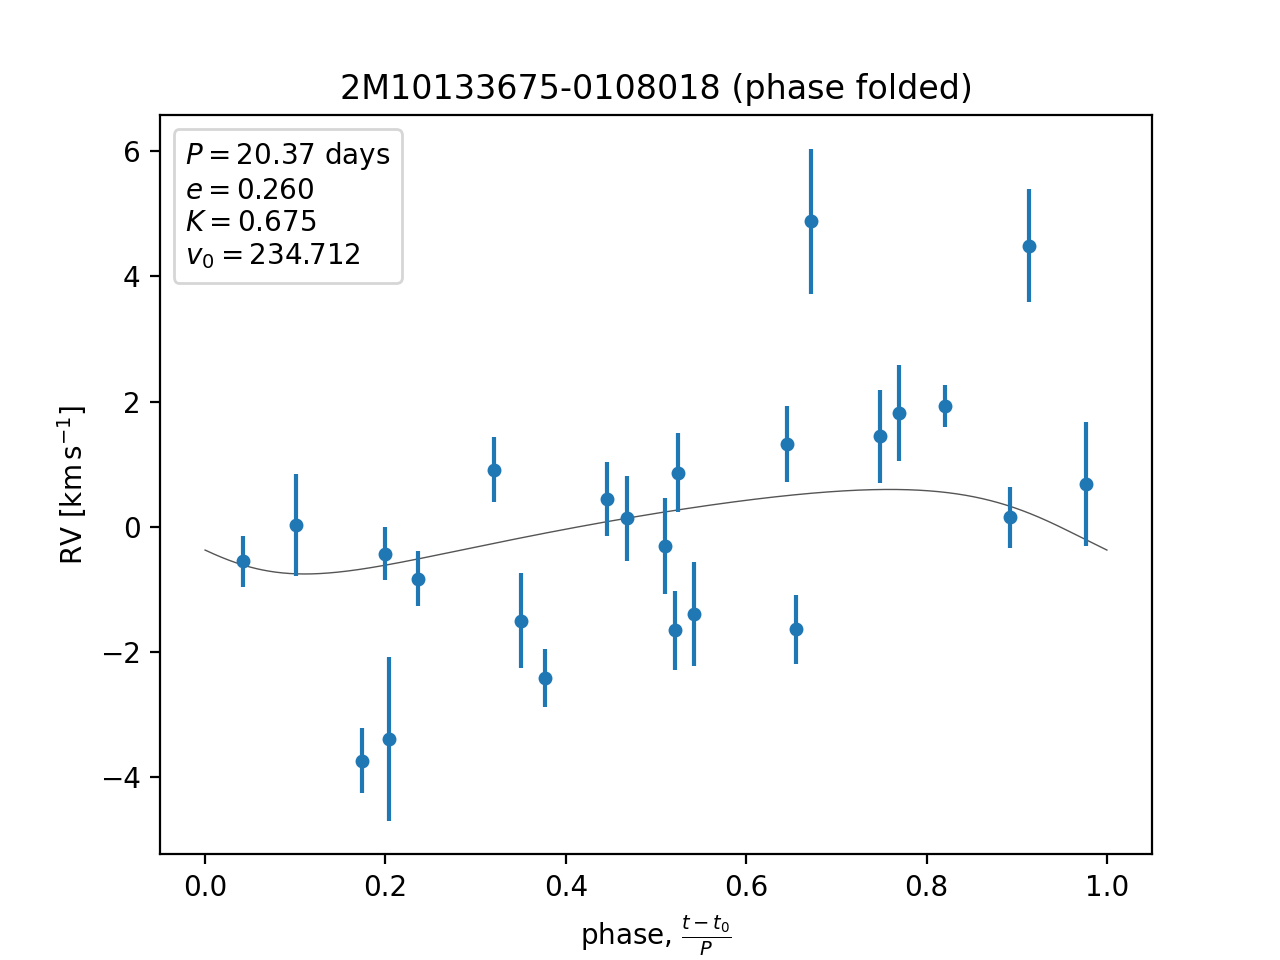 2M10133675-0108018 (phase folded)
P = 20.37 days
e = 0.260
K = 0.675
v₀ = 234.712
6
4
2
0
−2
−4
RV [km s⁻¹]
0.0 0.2 0.4 0.6 0.8 1.0
phase, (t − t₀)/P